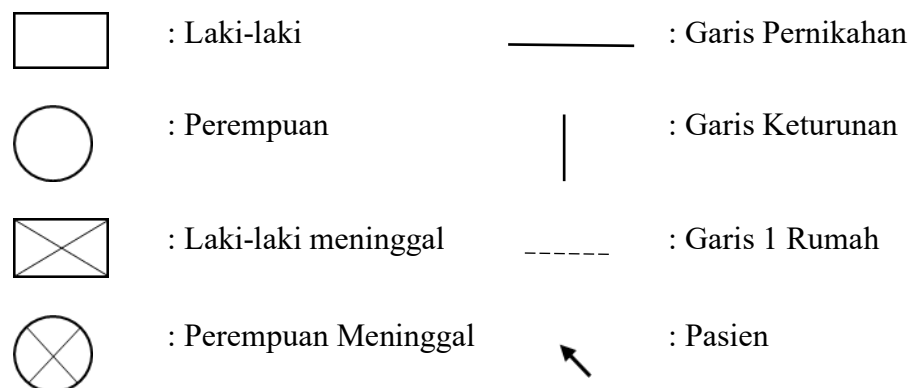 : Laki-laki
: Garis Pernikahan
: Perempuan
: Garis Keturunan
: Laki-laki meninggal
: Garis 1 Rumah
: Perempuan Meninggal
: Pasien